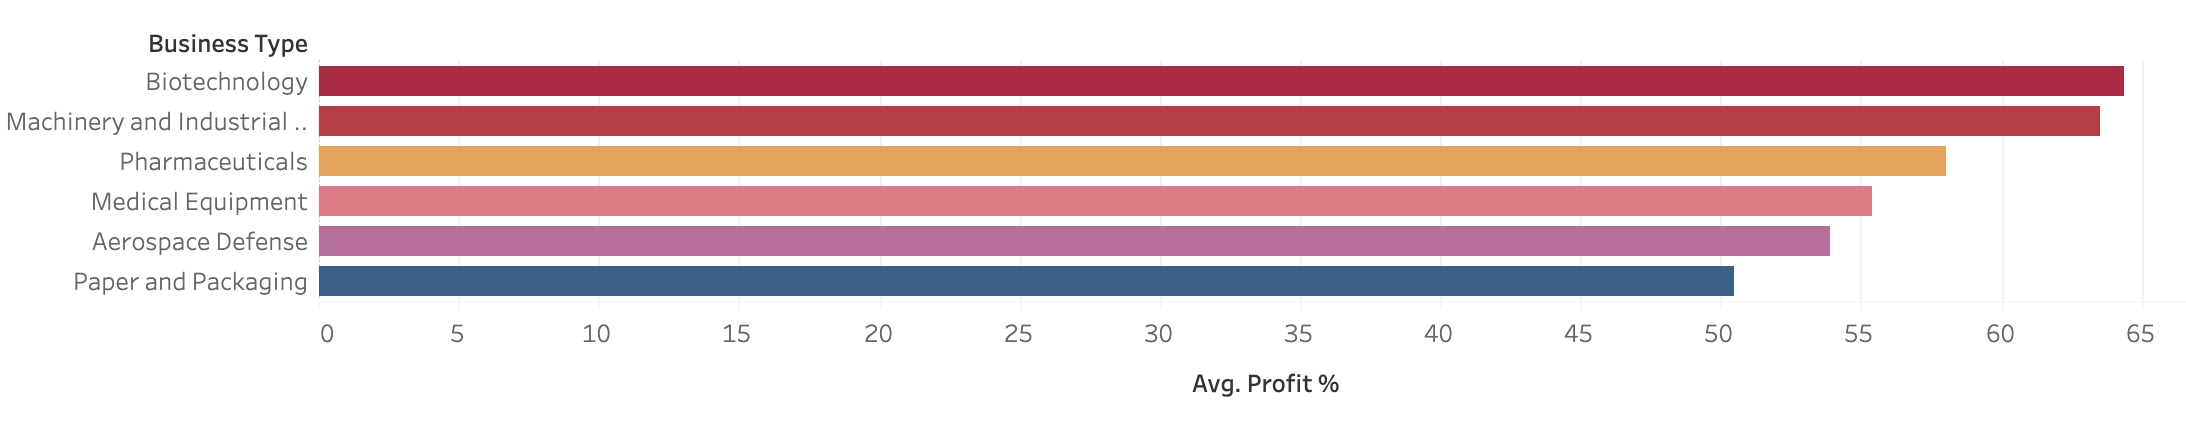 Business Type
Biotechnology
Machinery and Industrial ..
Pharmaceuticals
Medical Equipment
Aerospace Defense
Paper and Packaging
0 5 10 15 20 25 30 35 40 45 50 55 60 65
Avg. Profit %